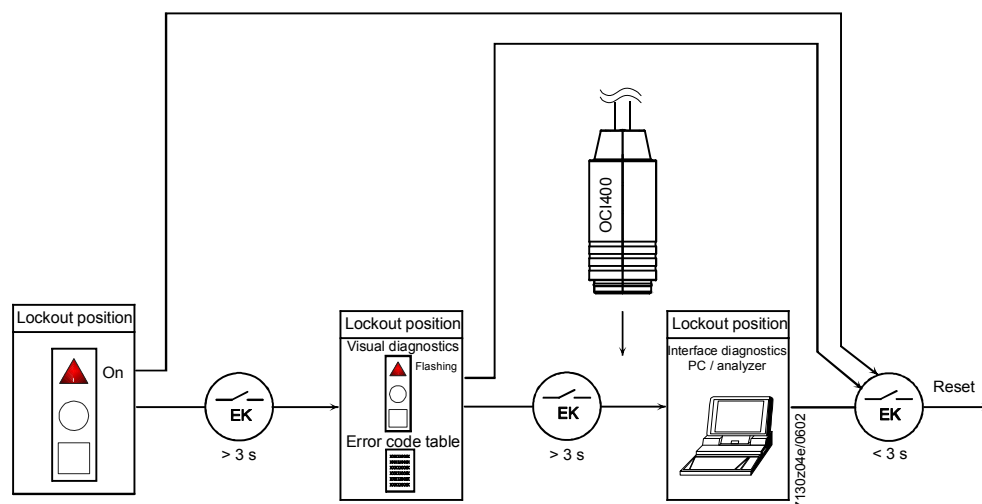 OCI400
Lockout position
On
EK
> 3 s
Lockout position
Visual diagnostics
Flashing
Error code table
EK
> 3 s
Lockout position
Interface diagnostics
PC / analyzer
7130z04e/0602
EK
< 3 s
Reset